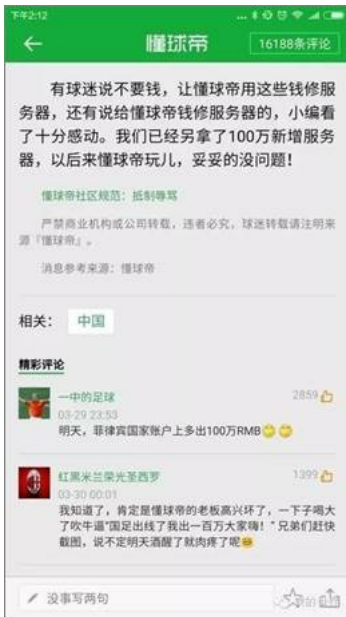 下午2:12
懂球帝
16188条评论
有球迷说不要钱，让懂球帝用这些钱修服
务器，还有说给懂球帝钱修服务器的，小编看
了十分感动。我们已经另拿了100万新增服务
器，以后来懂球帝玩儿，妥妥的没问题！
懂球帝社区规范：抵制辱骂
严禁商业机构或公司转载，违者必究，球迷转载请注明来
源『懂球帝』。
消息参考来源：懂球帝
相关： 中国
精彩评论
一中的足球 2859
03-29 23:53
明天，菲律宾国家账户上多出100万RMB
红黑米兰荣光圣西罗 1399
03-30 00:01
我知道了，肯定是懂球帝的老板高兴坏了，一下子喝大
了吹牛逼"国足出线了我出一百万大家嗨！"兄弟们赶快
截图，说不定明天酒醒了就肉疼了呢
没事写两句